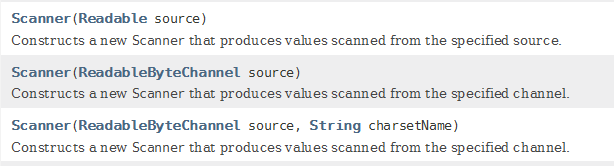 Scanner(Readable source)
Constructs a new Scanner that produces values scanned from the specified source.
Scanner(ReadableByteChannel source)
Constructs a new Scanner that produces values scanned from the specified channel.
Scanner(ReadableByteChannel source, String charsetName)
Constructs a new Scanner that produces values scanned from the specified channel.